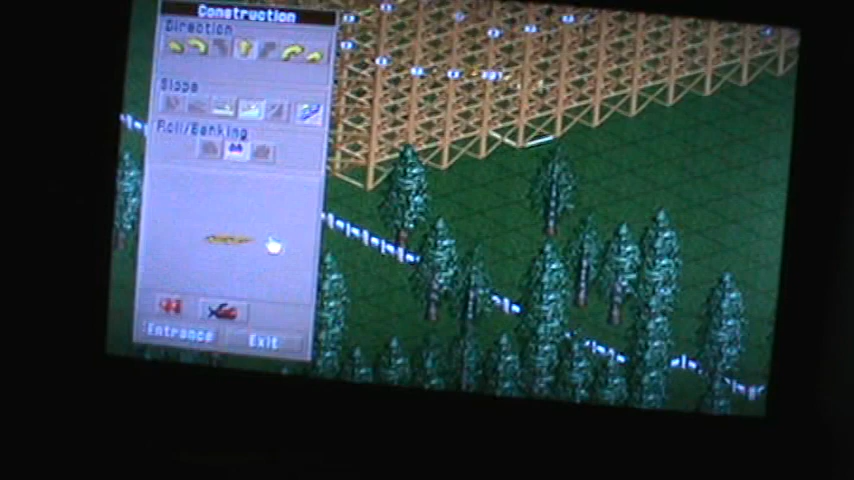 Construction
Direction
Slope
Roll/Banking
Entrance
Exit